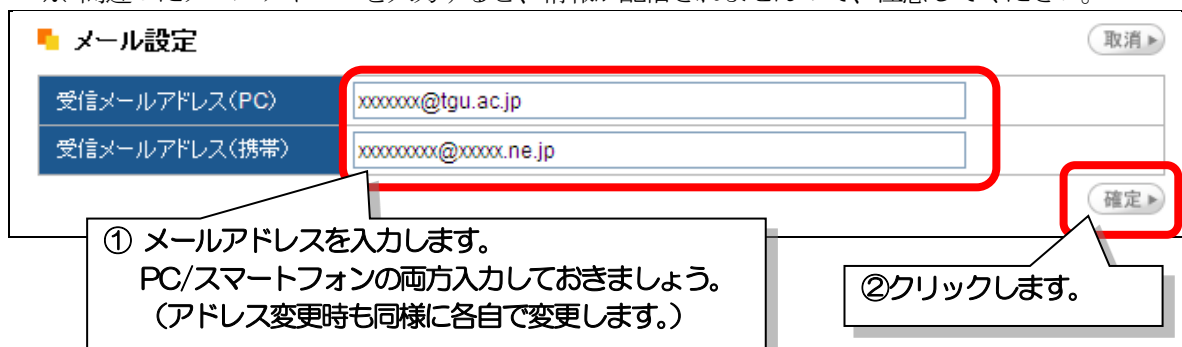 メール設定
取消
受信メールアドレス(PC)
xxxxxxx@tgu.ac.jp
受信メールアドレス(携帯)
xxxxxxxxx@xxxxx.ne.jp
確定
① メールアドレスを入力します。
PC/スマートフォンの両方入力しておきましょう。
(アドレス変更時も同様に各自で変更します。)
②クリックします。